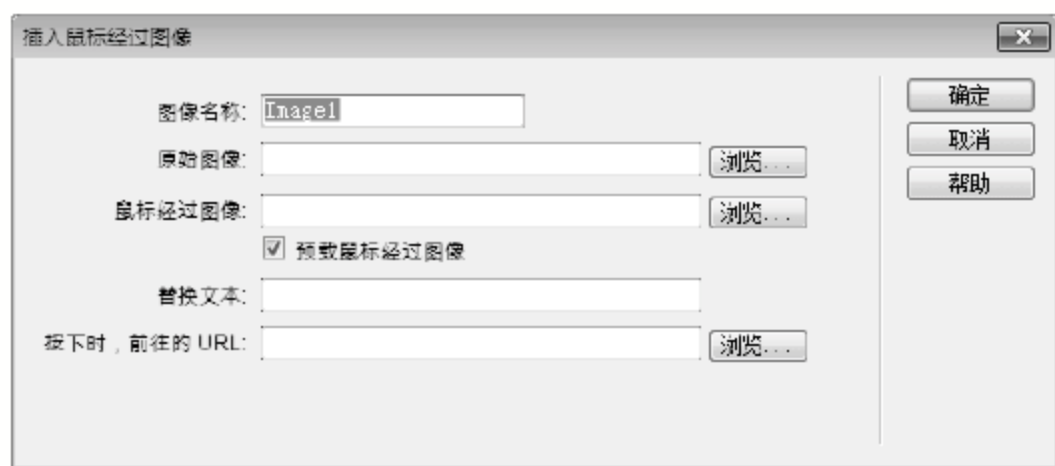 插入鼠标经过图像
图像名称: Image1
确定
原始图像: 浏览...
取消
鼠标经过图像: 浏览...
帮助
预载鼠标经过图像
替换文本:
按下时，前往的 URL: 浏览...